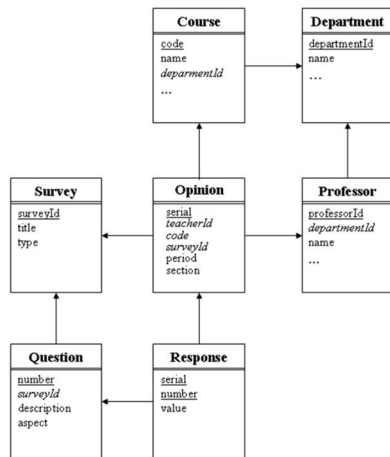 Course
code
name
deparmentId
...
Department
departmentId
name
...
Survey
surveyId
title
type
Opinion
serial
teacherId
code
surveyId
period
section
Professor
professorId
departmentId
name
...
Question
number
surveyId
description
aspect
Response
serial
number
value